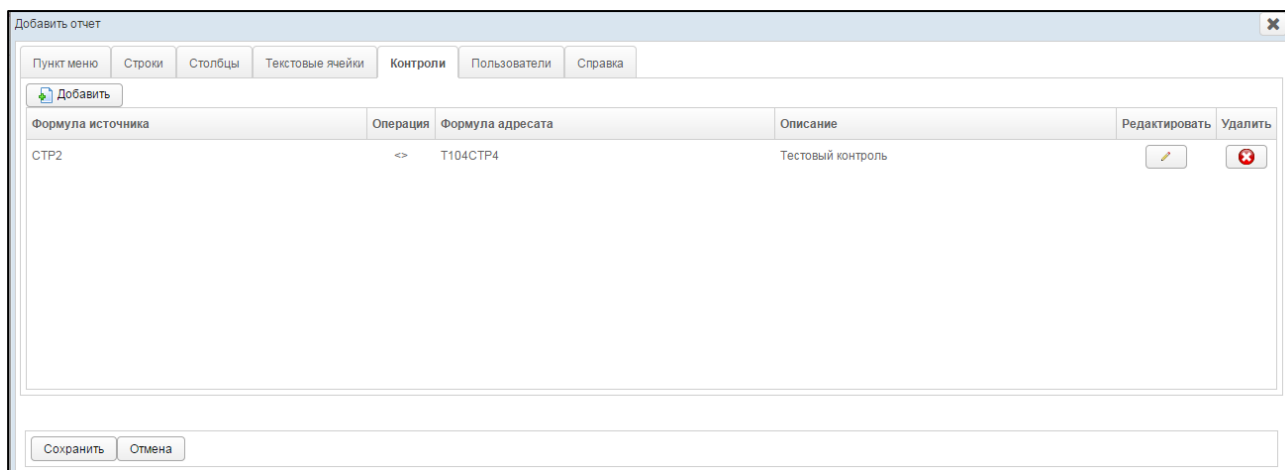 Добавить отчет
Пункт меню Строки Столбцы Текстовые ячейки Контроли Пользователи Справка
Добавить
Формула источника Операция Формула адресата Описание Редактировать Удалить
СТР2 <> Т104СТР4 Тестовый контроль
Сохранить Отмена